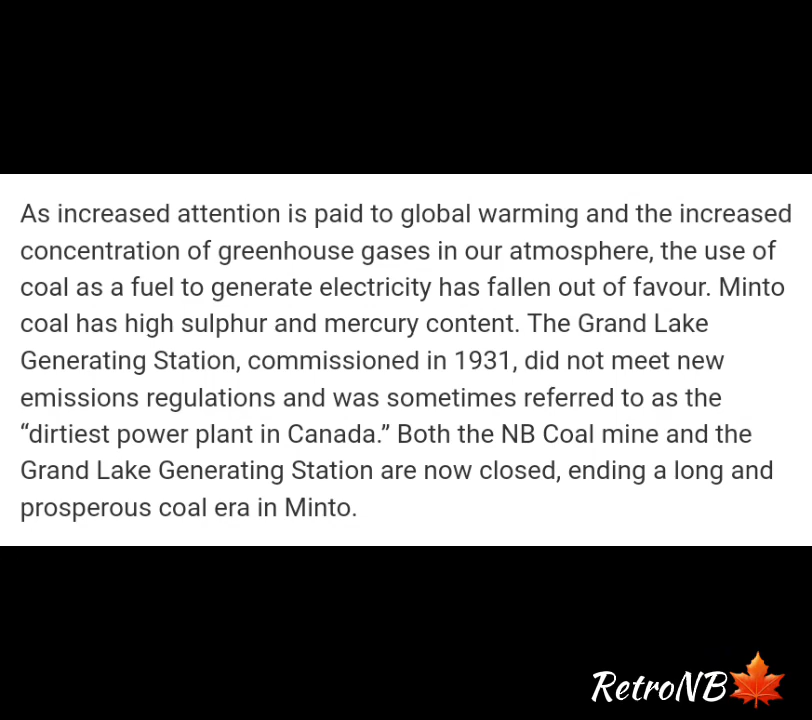 As increased attention is paid to global warming and the increased
concentration of greenhouse gases in our atmosphere, the use of
coal as a fuel to generate electricity has fallen out of favour. Minto
coal has high sulphur and mercury content. The Grand Lake
Generating Station, commissioned in 1931, did not meet new
emissions regulations and was sometimes referred to as the
“dirtiest power plant in Canada.” Both the NB Coal mine and the
Grand Lake Generating Station are now closed, ending a long and
prosperous coal era in Minto.
RetroNB